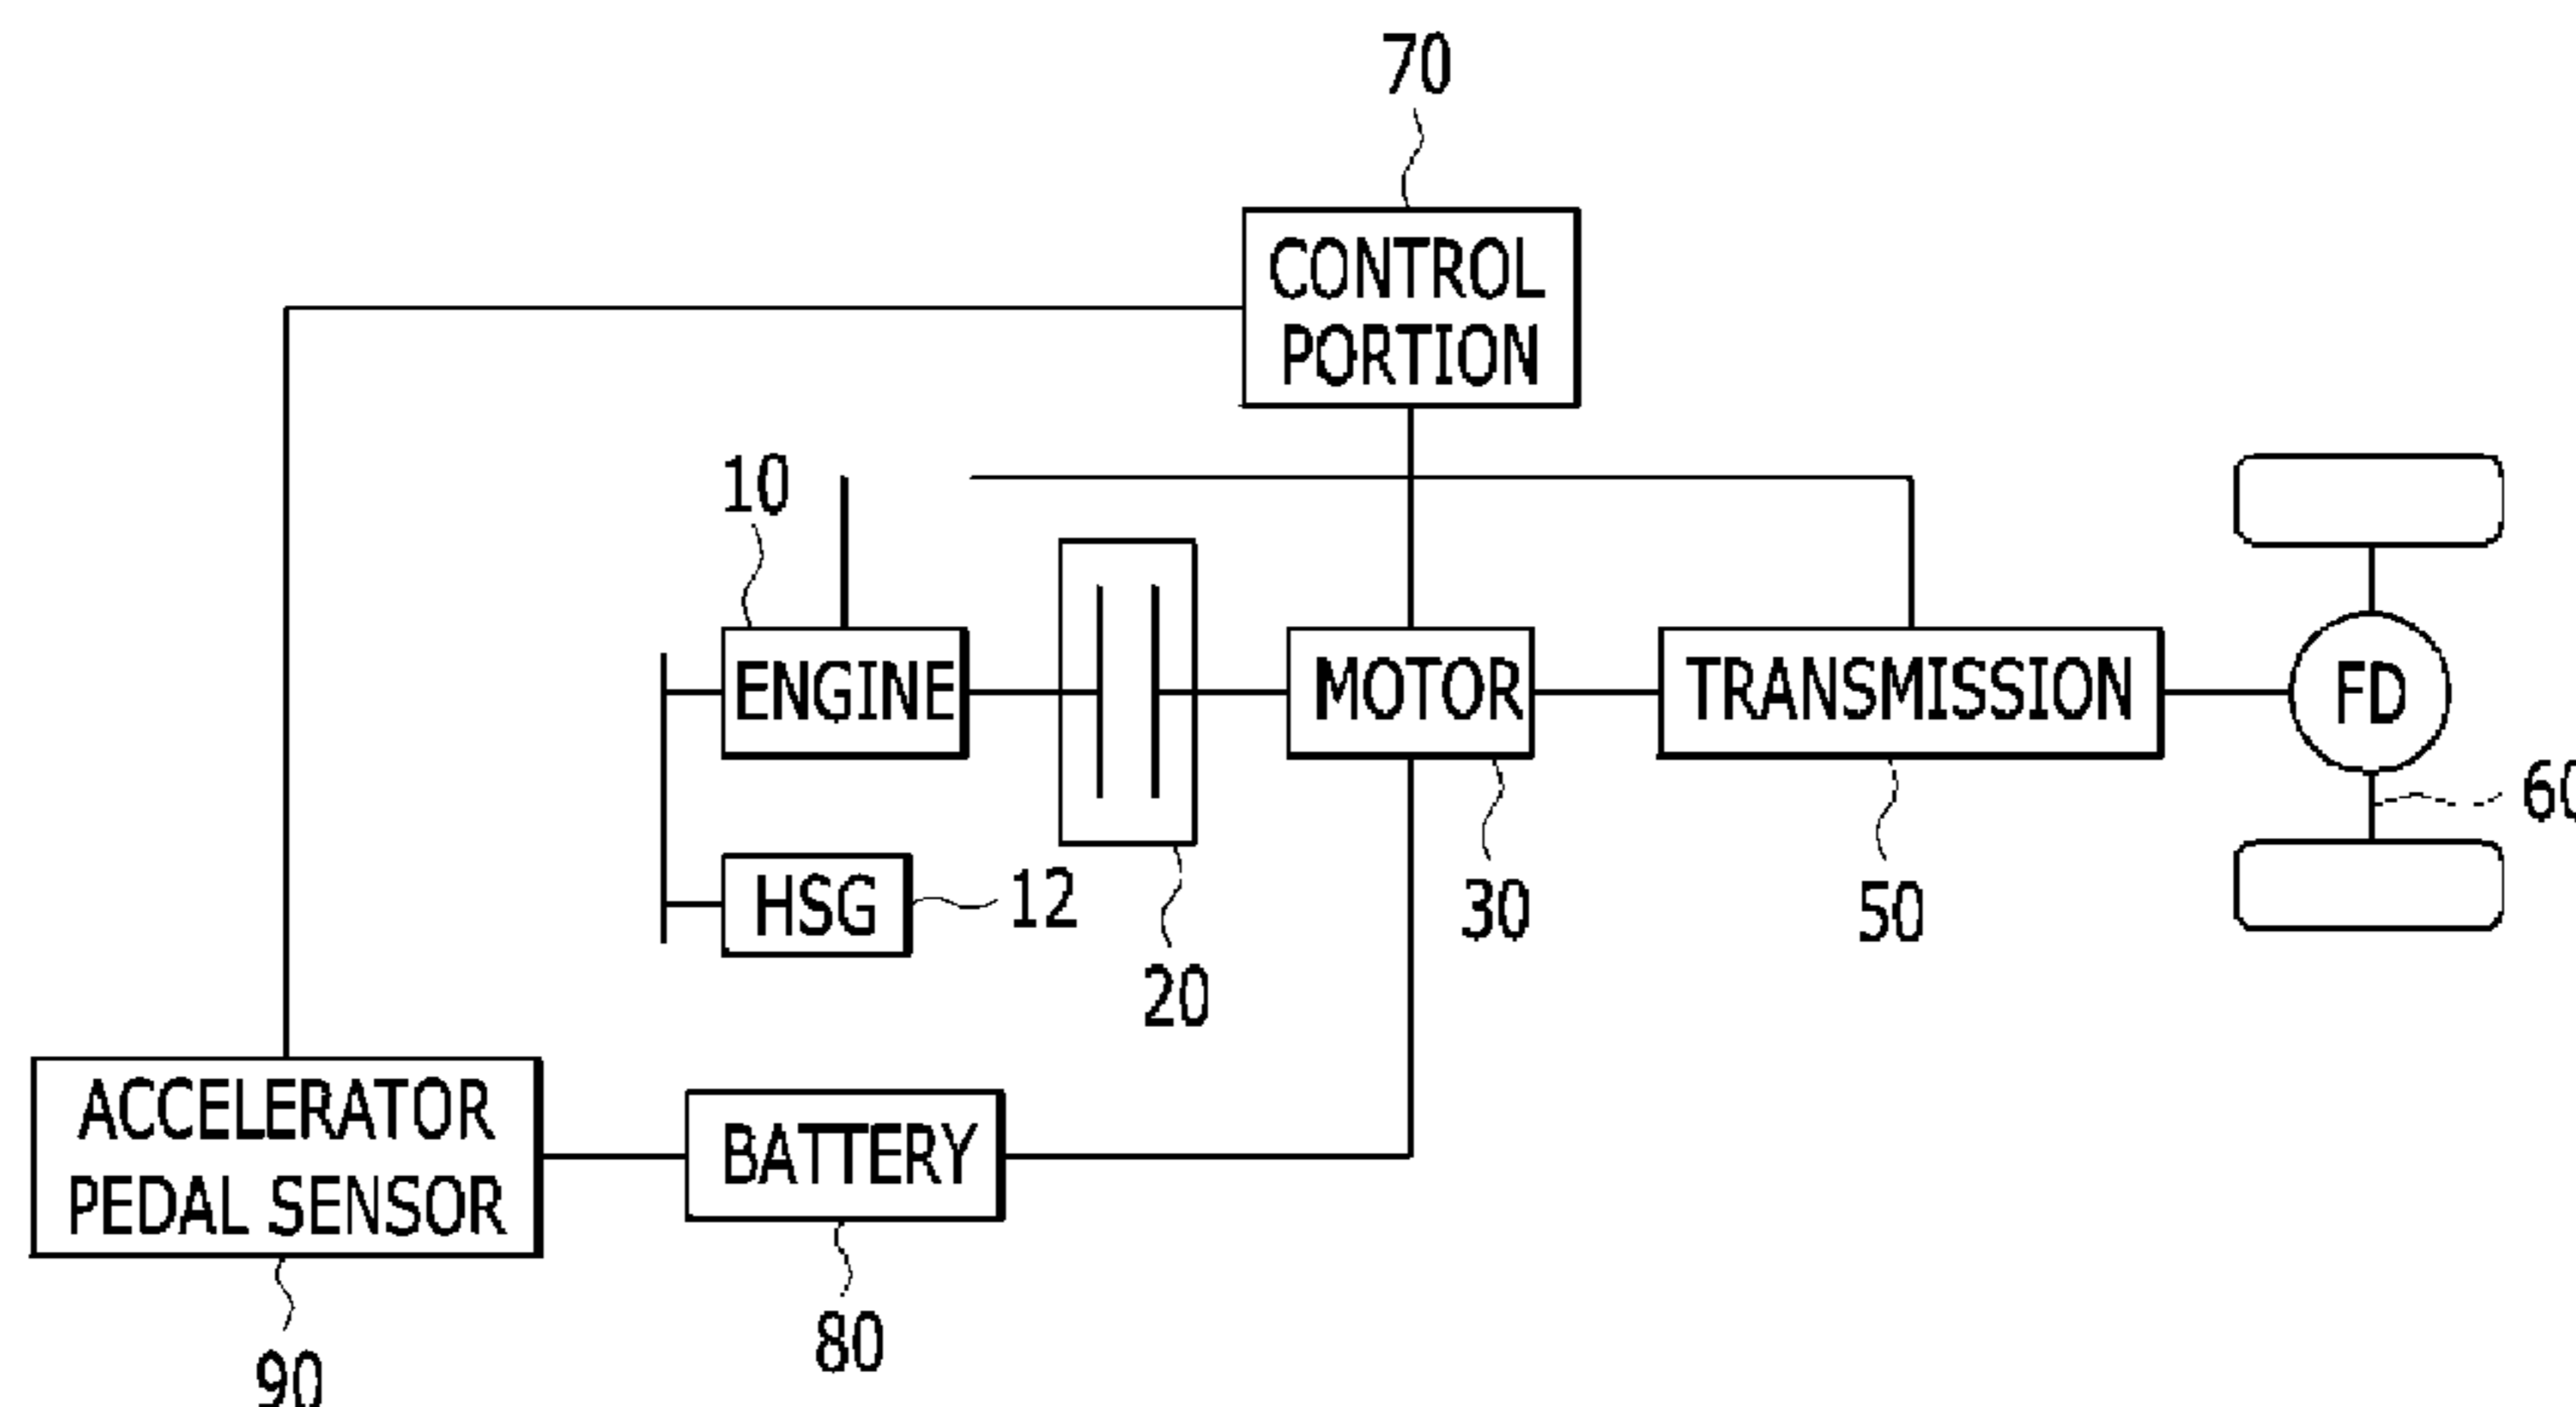 70
CONTROL
PORTION
10
ENGINE
MOTOR
TRANSMISSION
FD
60
HSG
12
30
50
20
ACCELERATOR
PEDAL SENSOR
BATTERY
80
90